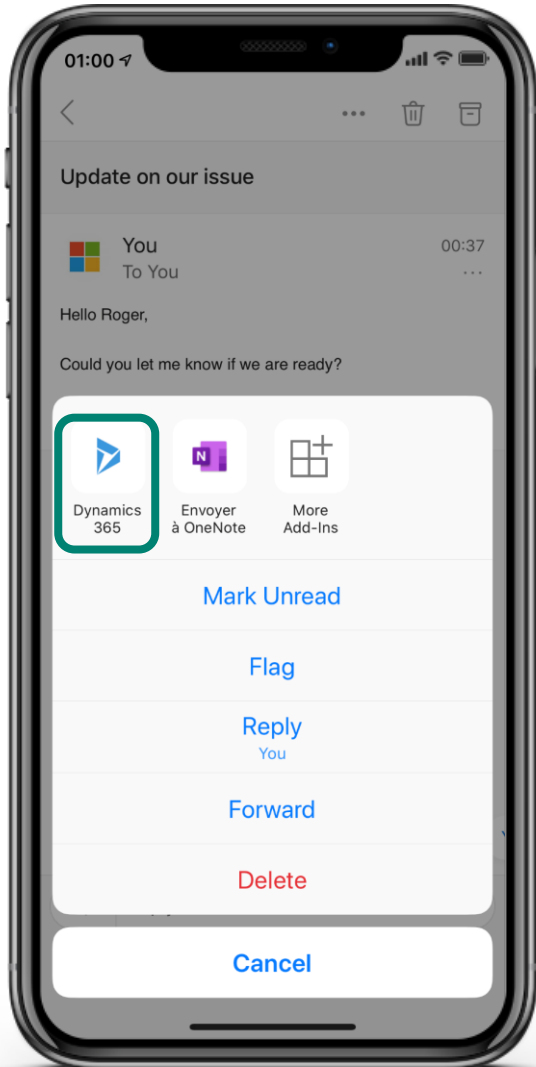 01:00
Update on our issue
You
00:37
To You
Hello Roger,
Could you let me know if we are ready?
Dynamics
365
N
Envoyer
à OneNote
More
Add-Ins
Mark Unread
Flag
Reply
You
Forward
Delete
Cancel